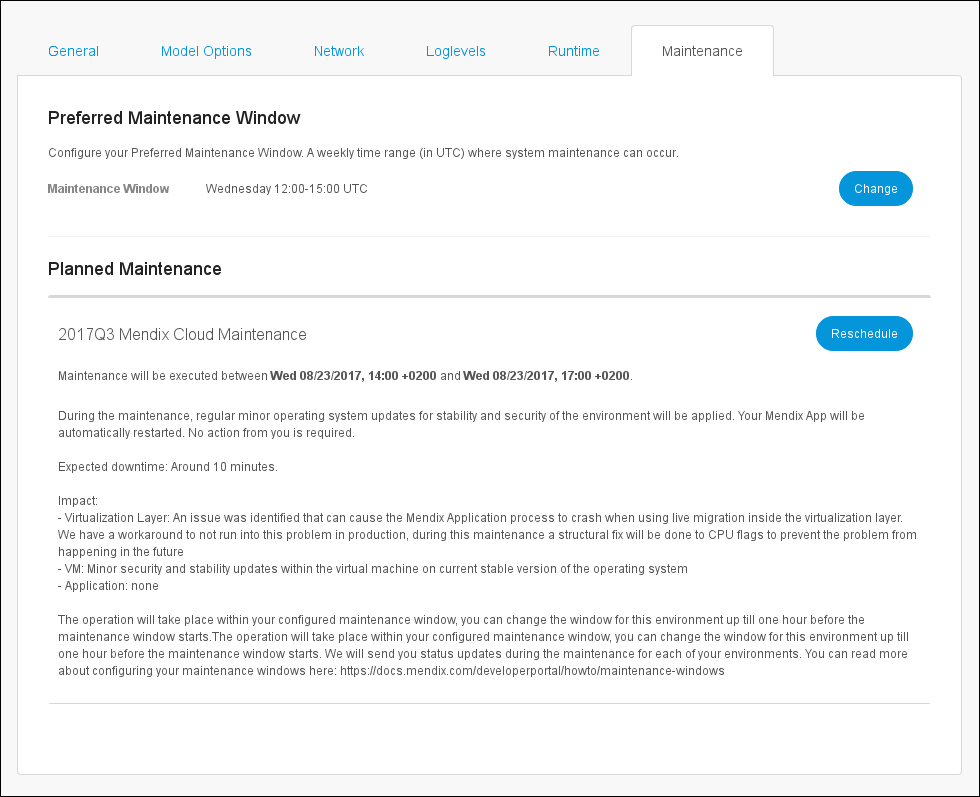 General Model Options Network Loglevels Runtime Maintenance
Preferred Maintenance Window
Configure your Preferred Maintenance Window. A weekly time range (in UTC) where system maintenance can occur.
Maintenance Window Wednesday 12:00-15:00 UTC Change
Planned Maintenance
2017Q3 Mendix Cloud Maintenance Reschedule
Maintenance will be executed between Wed 08/23/2017, 14:00 +0200 and Wed 08/23/2017, 17:00 +0200.
During the maintenance, regular minor operating system updates for stability and security of the environment will be applied. Your Mendix App will be
automatically restarted. No action from you is required.
Expected downtime: Around 10 minutes.
Impact:
- Virtualization Layer: An issue was identified that can cause the Mendix Application process to crash when using live migration inside the virtualization layer.
We have a workaround to not run into this problem in production, during this maintenance a structural fix will be done to CPU flags to prevent the problem from
happening in the future
- VM: Minor security and stability updates within the virtual machine on current stable version of the operating system
- Application: none
The operation will take place within your configured maintenance window, you can change the window for this environment up till one hour before the
maintenance window starts.The operation will take place within your configured maintenance window, you can change the window for this environment up till
one hour before the maintenance window starts. We will send you status updates during the maintenance for each of your environments. You can read more
about configuring your maintenance windows here: https://docs.mendix.com/developerportal/howto/maintenance-windows